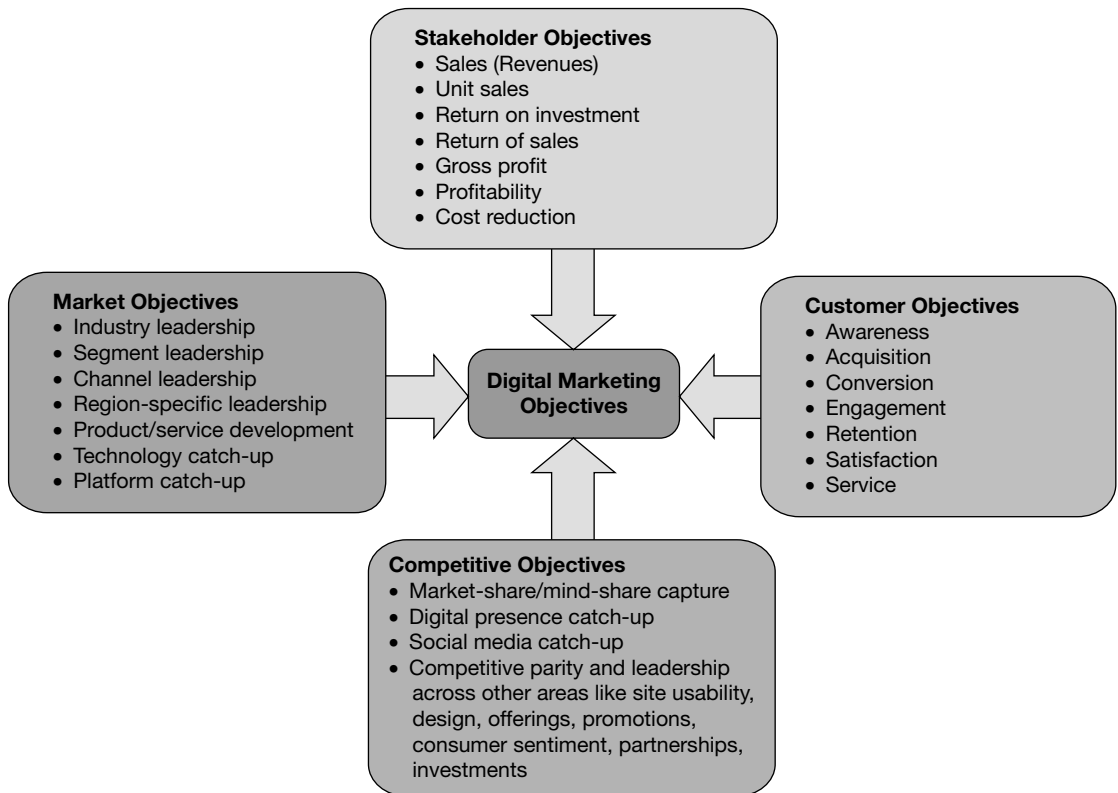 Stakeholder Objectives
• Sales (Revenues)
• Unit sales
• Return on investment
• Return of sales
• Gross profit
• Profitability
• Cost reduction
Market Objectives
• Industry leadership
• Segment leadership
• Channel leadership
• Region-specific leadership
• Product/service development
• Technology catch-up
• Platform catch-up
Digital Marketing
Objectives
Customer Objectives
• Awareness
• Acquisition
• Conversion
• Engagement
• Retention
• Satisfaction
• Service
Competitive Objectives
• Market-share/mind-share capture
• Digital presence catch-up
• Social media catch-up
• Competitive parity and leadership
across other areas like site usability,
design, offerings, promotions,
consumer sentiment, partnerships,
investments